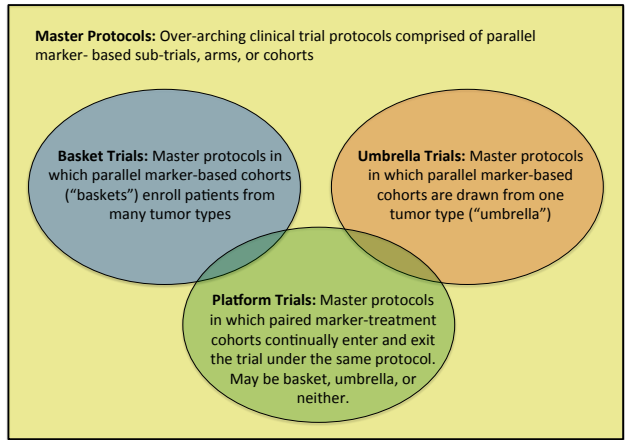 Master Protocols: Over-arching clinical trial protocols comprised of parallel
marker- based sub-trials, arms, or cohorts
Basket Trials: Master protocols in
which parallel marker-based cohorts
(“baskets”) enroll patients from
many tumor types
Umbrella Trials: Master protocols
in which parallel marker-based
cohorts are drawn from one
tumor type (“umbrella”)
Platform Trials: Master protocols
in which paired marker-treatment
cohorts continually enter and exit
the trial under the same protocol.
May be basket, umbrella, or
neither.